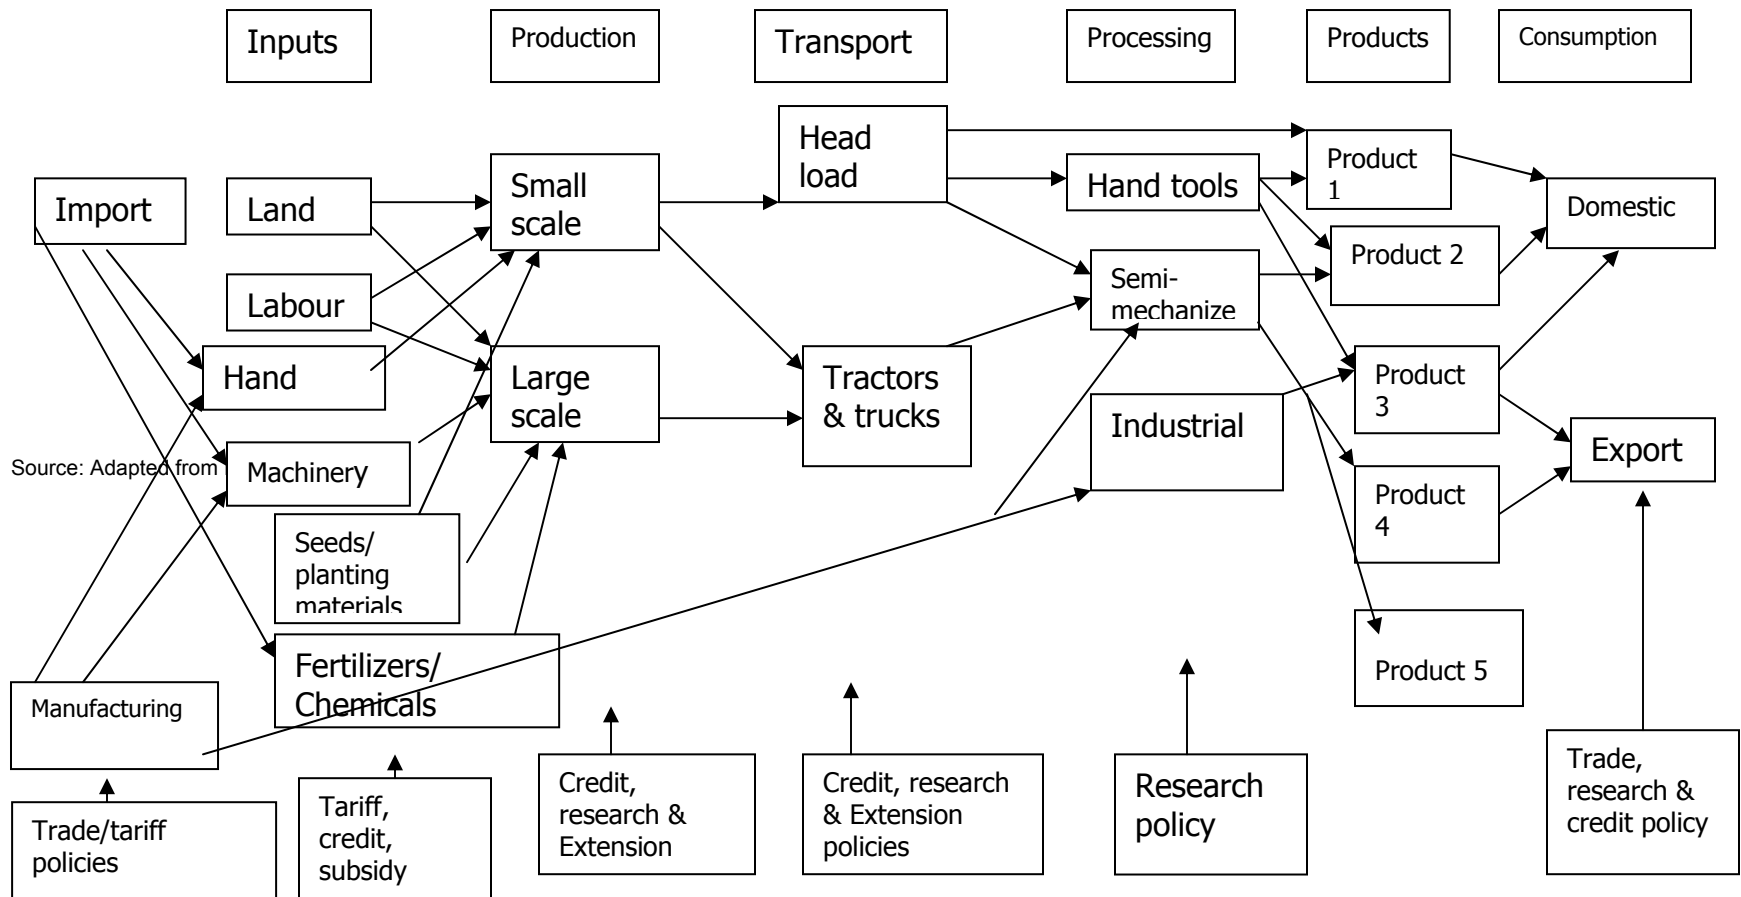 Inputs
Production
Transport
Processing
Products
Consumption
Import
Land
Labour
Hand
Machinery
Source: Adapted from
Seeds/
planting
materials
Fertilizers/
Chemicals
Manufacturing
Small
scale
Large
scale
Head
load
Tractors
& trucks
Hand tools
Semi-
mechanize
Industrial
Product
1
Product 2
Product
3
Product
4
Product 5
Domestic
Export
Trade/tariff
policies
Tariff,
credit,
subsidy
Credit,
research &
Extension
Credit, research
& Extension
policies
Research
policy
Trade,
research &
credit policy